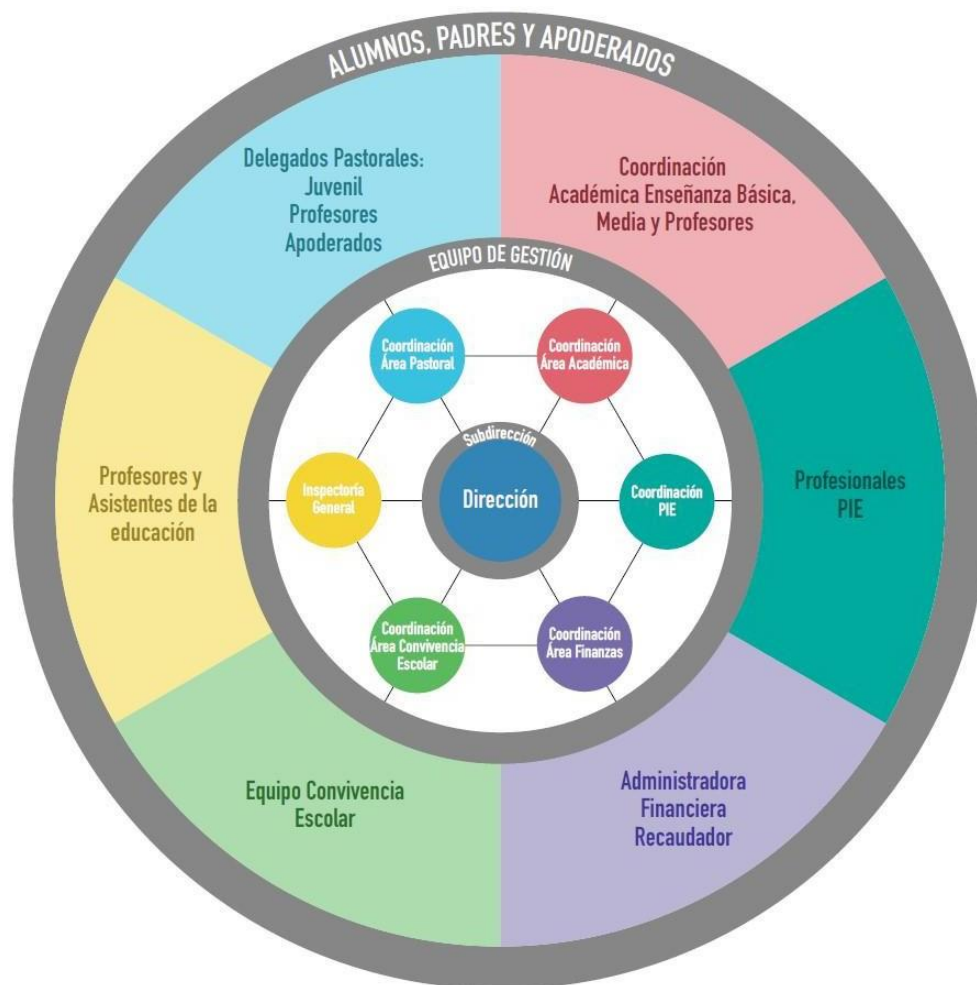 ALUMNOS, PADRES Y APODERADOS
Delegados Pastorales:
Juvenil
Profesores
Apoderados
Coordinación
Académica Enseñanza Básica,
Media y Profesores
EQUIPO DE GESTIÓN
Coordinación
Área Pastoral
Coordinación
Área Académica
Subdirección
Dirección
Inspectoría
General
Coordinación
PIE
Profesores y
Asistentes de la
educación
Profesionales
PIE
Coordinación
Área Convivencia
Escolar
Coordinación
Área Finanzas
Equipo Convivencia
Escolar
Administradora
Financiera
Recaudador